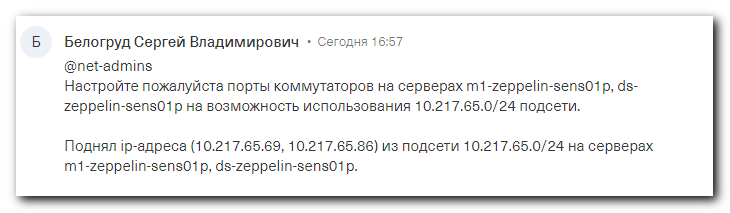 Б
Белогруд Сергей Владимирович • Сегодня 16:57
@net-admins
Настройте пожалуйста порты коммутаторов на серверах m1-zeppelin-sens01p, ds-
zeppelin-sens01p на возможность использования 10.217.65.0/24 подсети.
Поднял ip-адреса (10.217.65.69, 10.217.65.86) из подсети 10.217.65.0/24 на серверах
m1-zeppelin-sens01p, ds-zeppelin-sens01p.